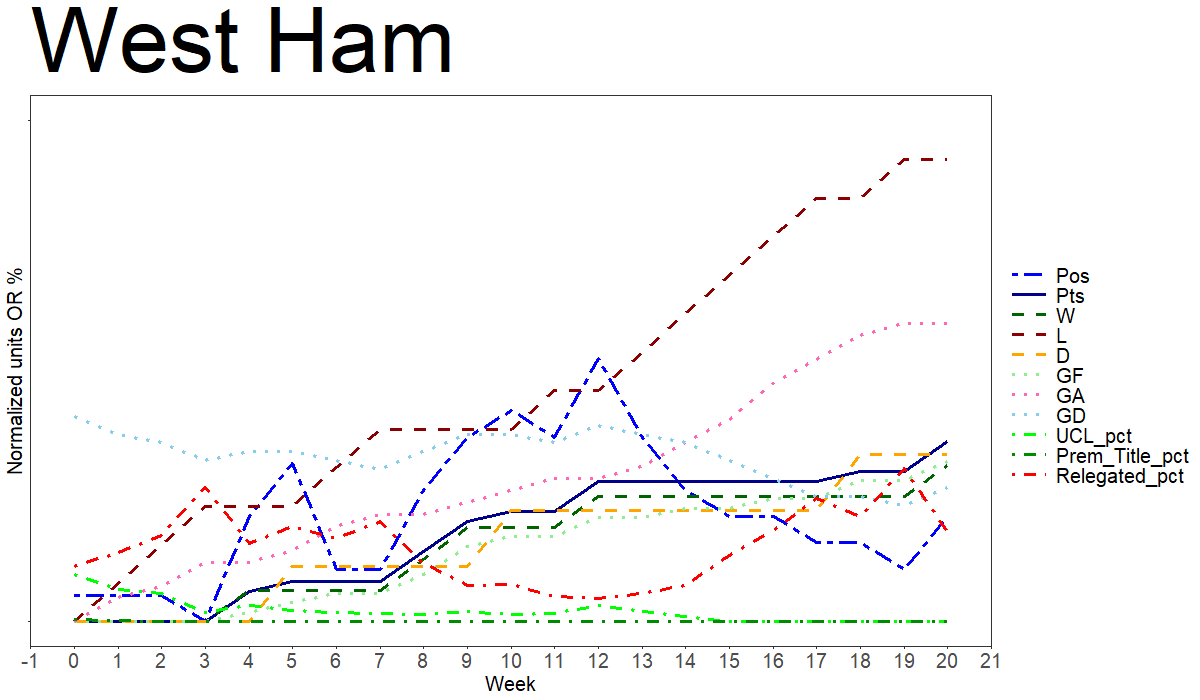 West Ham
Normalized units OR %
Pos
Pts
W
L
D
GF
GA
GD
UCL_pct
Prem_Title_pct
Relegated_pct
-1 0 1 2 3 4 5 6 7 8 9 10 11 12 13 14 15 16 17 18 19 20 21
Week